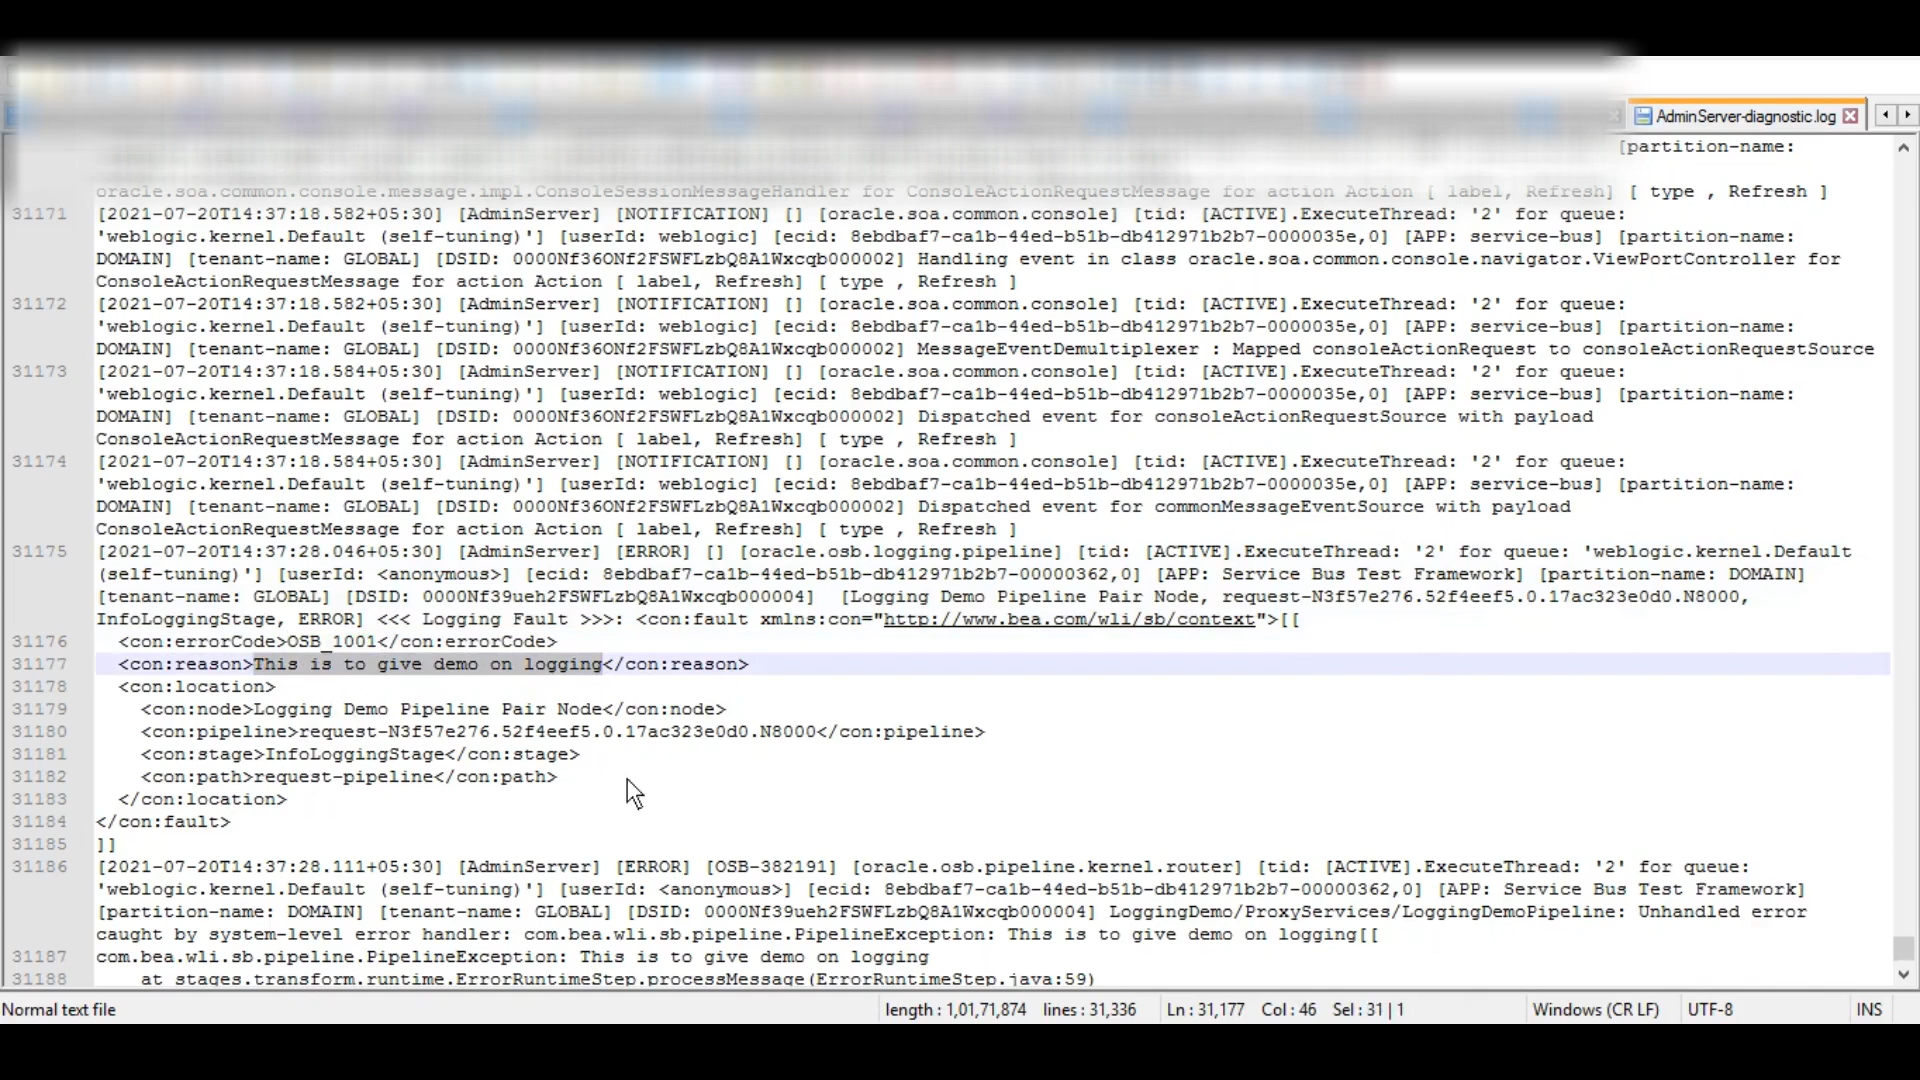 AdminServer-diagnostic.log
[partition-name:
oracle.soa.common.console.message.impl.ConsoleSessionMessageHandler for ConsoleActionRequestMessage for action Action [ label, Refresh] [ type , Refresh ]
31171 [2021-07-20T14:37:18.582+05:30] [AdminServer] [NOTIFICATION] [] [oracle.soa.common.console] [tid: [ACTIVE].ExecuteThread: '2' for queue:
'weblogic.kernel.Default (self-tuning)'] [userId: weblogic] [ecid: 8ebdbaf7-ca1b-44ed-b51b-db412971b2b7-0000035e,0] [APP: service-bus] [partition-name:
DOMAIN] [tenant-name: GLOBAL] [DSID: 0000Nf36ONf2FSWFLzbQ8A1Wxcqb000002] Handling event in class oracle.soa.common.console.navigator.ViewPortController for
ConsoleActionRequestMessage for action Action [ label, Refresh] [ type , Refresh ]
31172 [2021-07-20T14:37:18.582+05:30] [AdminServer] [NOTIFICATION] [] [oracle.soa.common.console] [tid: [ACTIVE].ExecuteThread: '2' for queue:
'weblogic.kernel.Default (self-tuning)'] [userId: weblogic] [ecid: 8ebdbaf7-ca1b-44ed-b51b-db412971b2b7-0000035e,0] [APP: service-bus] [partition-name:
DOMAIN] [tenant-name: GLOBAL] [DSID: 0000Nf36ONf2FSWFLzbQ8A1Wxcqb000002] MessageEventDemultiplexer : Mapped consoleActionRequest to consoleActionRequestSource
31173 [2021-07-20T14:37:18.584+05:30] [AdminServer] [NOTIFICATION] [] [oracle.soa.common.console] [tid: [ACTIVE].ExecuteThread: '2' for queue:
'weblogic.kernel.Default (self-tuning)'] [userId: weblogic] [ecid: 8ebdbaf7-ca1b-44ed-b51b-db412971b2b7-0000035e,0] [APP: service-bus] [partition-name:
DOMAIN] [tenant-name: GLOBAL] [DSID: 0000Nf36ONf2FSWFLzbQ8A1Wxcqb000002] Dispatched event for consoleActionRequestSource with payload
ConsoleActionRequestMessage for action Action [ label, Refresh] [ type , Refresh ]
31174 [2021-07-20T14:37:18.584+05:30] [AdminServer] [NOTIFICATION] [] [oracle.soa.common.console] [tid: [ACTIVE].ExecuteThread: '2' for queue:
'weblogic.kernel.Default (self-tuning)'] [userId: weblogic] [ecid: 8ebdbaf7-ca1b-44ed-b51b-db412971b2b7-0000035e,0] [APP: service-bus] [partition-name:
DOMAIN] [tenant-name: GLOBAL] [DSID: 0000Nf36ONf2FSWFLzbQ8A1Wxcqb000002] Dispatched event for commonMessageEventSource with payload
ConsoleActionRequestMessage for action Action [ label, Refresh] [ type , Refresh ]
31175 [2021-07-20T14:37:28.046+05:30] [AdminServer] [ERROR] [] [oracle.osb.logging.pipeline] [tid: [ACTIVE].ExecuteThread: '2' for queue: 'weblogic.kernel.Default
(self-tuning)'] [userId: <anonymous>] [ecid: 8ebdbaf7-ca1b-44ed-b51b-db412971b2b7-00000362,0] [APP: Service Bus Test Framework] [partition-name: DOMAIN]
[tenant-name: GLOBAL] [DSID: 0000Nf39ueh2FSWFLzbQ8A1Wxcqb000004]  [Logging Demo Pipeline Pair Node, request-N3f57e276.52f4eef5.0.17ac323e0d0.N8000,
InfoLoggingStage, ERROR] <<< Logging Fault >>>: <con:fault xmlns:con="http://www.bea.com/wli/sb/context">[[
31176 <con:errorCode>OSB_1001</con:errorCode>
31177 <con:reason>This is to give demo on logging</con:reason>
31178 <con:location>
31179 <con:node>Logging Demo Pipeline Pair Node</con:node>
31180 <con:pipeline>request-N3f57e276.52f4eef5.0.17ac323e0d0.N8000</con:pipeline>
31181 <con:stage>InfoLoggingStage</con:stage>
31182 <con:path>request-pipeline</con:path>
31183 </con:location>
31184 </con:fault>
31185 ]]
31186 [2021-07-20T14:37:28.111+05:30] [AdminServer] [ERROR] [OSB-382191] [oracle.osb.pipeline.kernel.router] [tid: [ACTIVE].ExecuteThread: '2' for queue:
'weblogic.kernel.Default (self-tuning)'] [userId: <anonymous>] [ecid: 8ebdbaf7-ca1b-44ed-b51b-db412971b2b7-00000362,0] [APP: Service Bus Test Framework]
[partition-name: DOMAIN] [tenant-name: GLOBAL] [DSID: 0000Nf39ueh2FSWFLzbQ8A1Wxcqb000004] LoggingDemo/ProxyServices/LoggingDemoPipeline: Unhandled error
caught by system-level error handler: com.bea.wli.sb.pipeline.PipelineException: This is to give demo on logging[[
31187 com.bea.wli.sb.pipeline.PipelineException: This is to give demo on logging
31188 at stages.transform.runtime.ErrorRuntimeStep.processMessage(ErrorRuntimeStep.java:59)
Normal text file length : 1,01,71,874 lines : 31,336 Ln : 31,177 Col : 46 Sel : 31 | 1 Windows (CR LF) UTF-8 INS